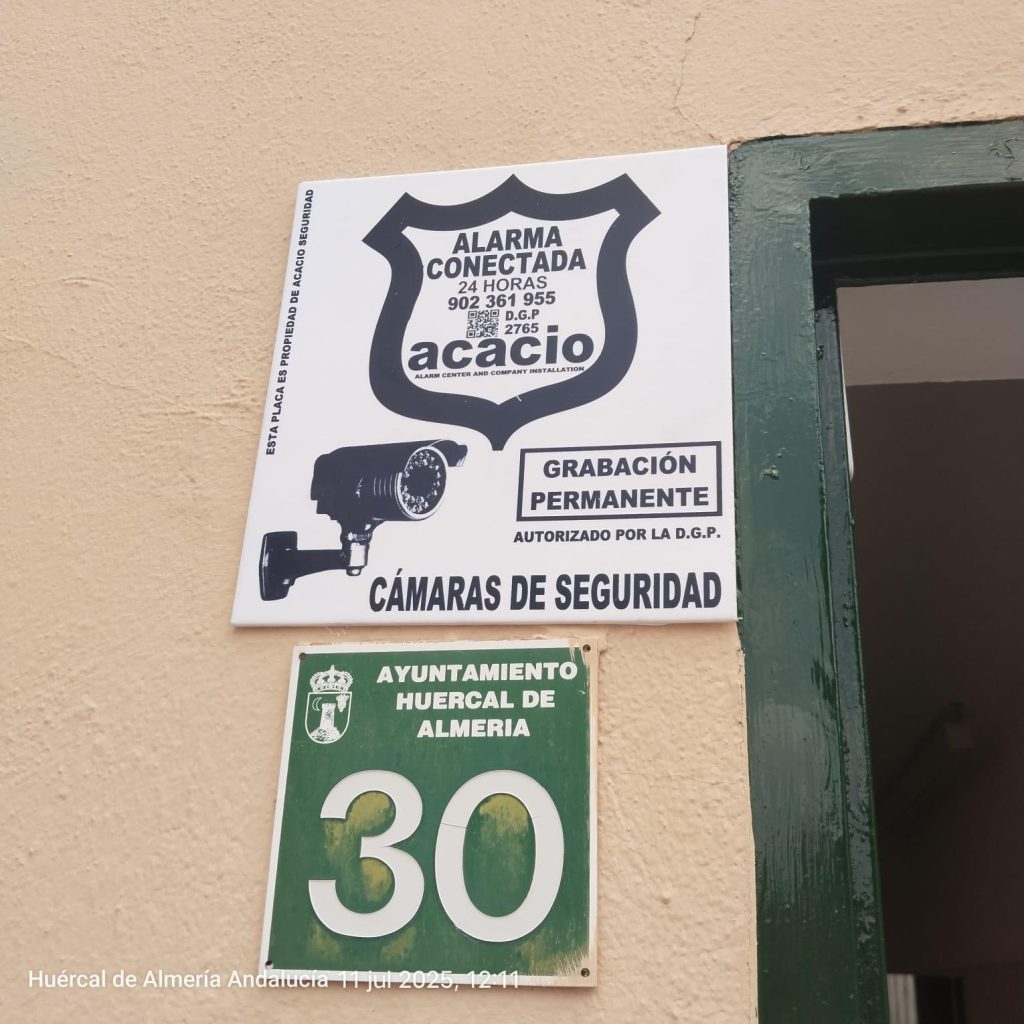 ESTA PLACA ES PROPIEDAD DE ACACIO SEGURIDAD
ALARMA
CONECTADA
24 HORAS
902 361 955
D.G.P
2765
acacio
ALARM CENTER AND COMPANY INSTALLATION
GRABACIÓN
PERMANENTE
AUTORIZADO POR LA D.G.P.
CÁMARAS DE SEGURIDAD
AYUNTAMIENTO
HUERCAL DE
ALMERIA
30
Huércal de Almería Andalucía 11 jul 2025, 12:11